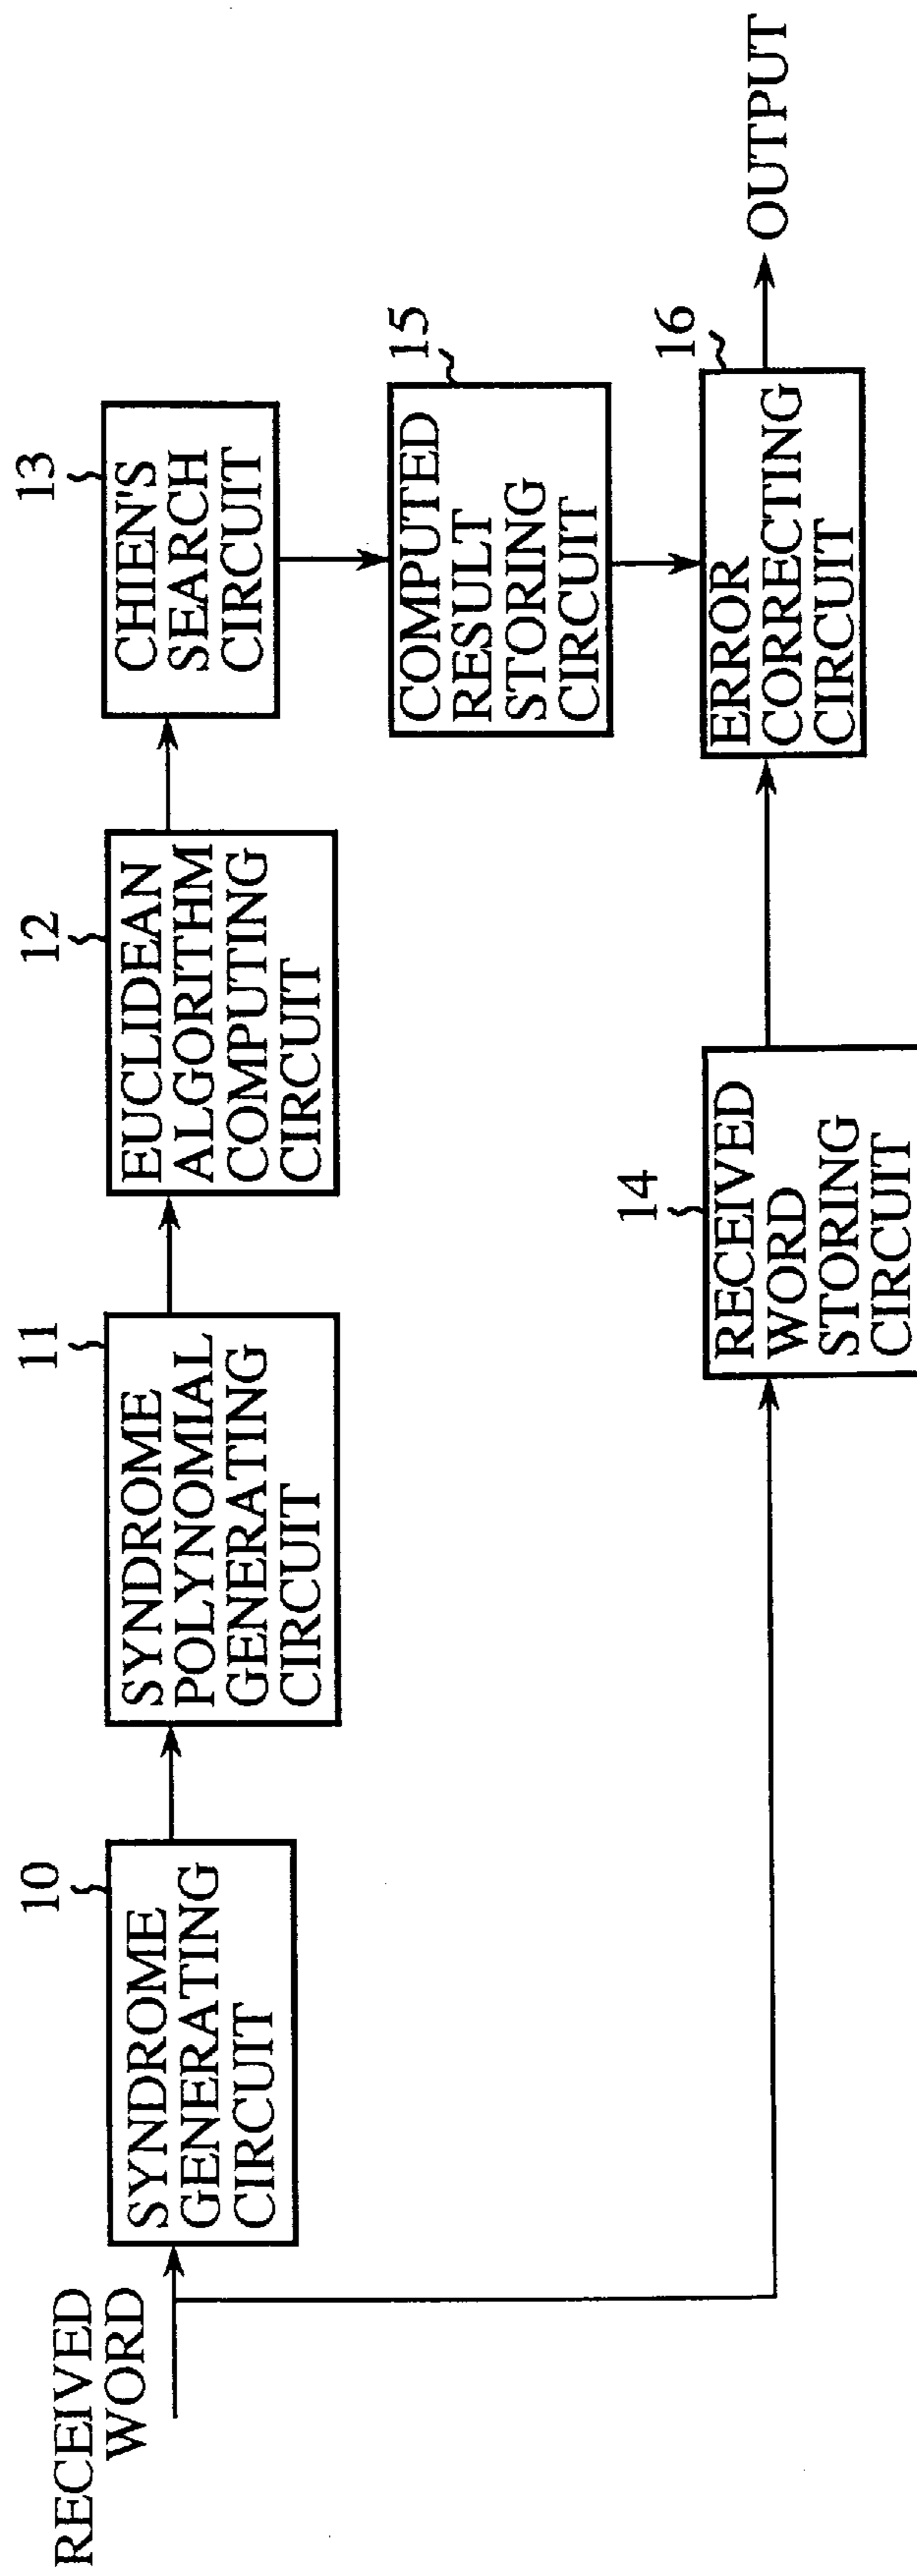 RECEIVED
WORD
10
SYNDROME
GENERATING
CIRCUIT
11
SYNDROME
POLYNOMIAL
GENERATING
CIRCUIT
12
EUCLIDEAN
ALGORITHM
COMPUTING
CIRCUIT
13
CHIEN'S
SEARCH
CIRCUIT
15
COMPUTED
RESULT
STORING
CIRCUIT
14
RECEIVED
WORD
STORING
CIRCUIT
16
ERROR
CORRECTING
CIRCUIT
OUTPUT